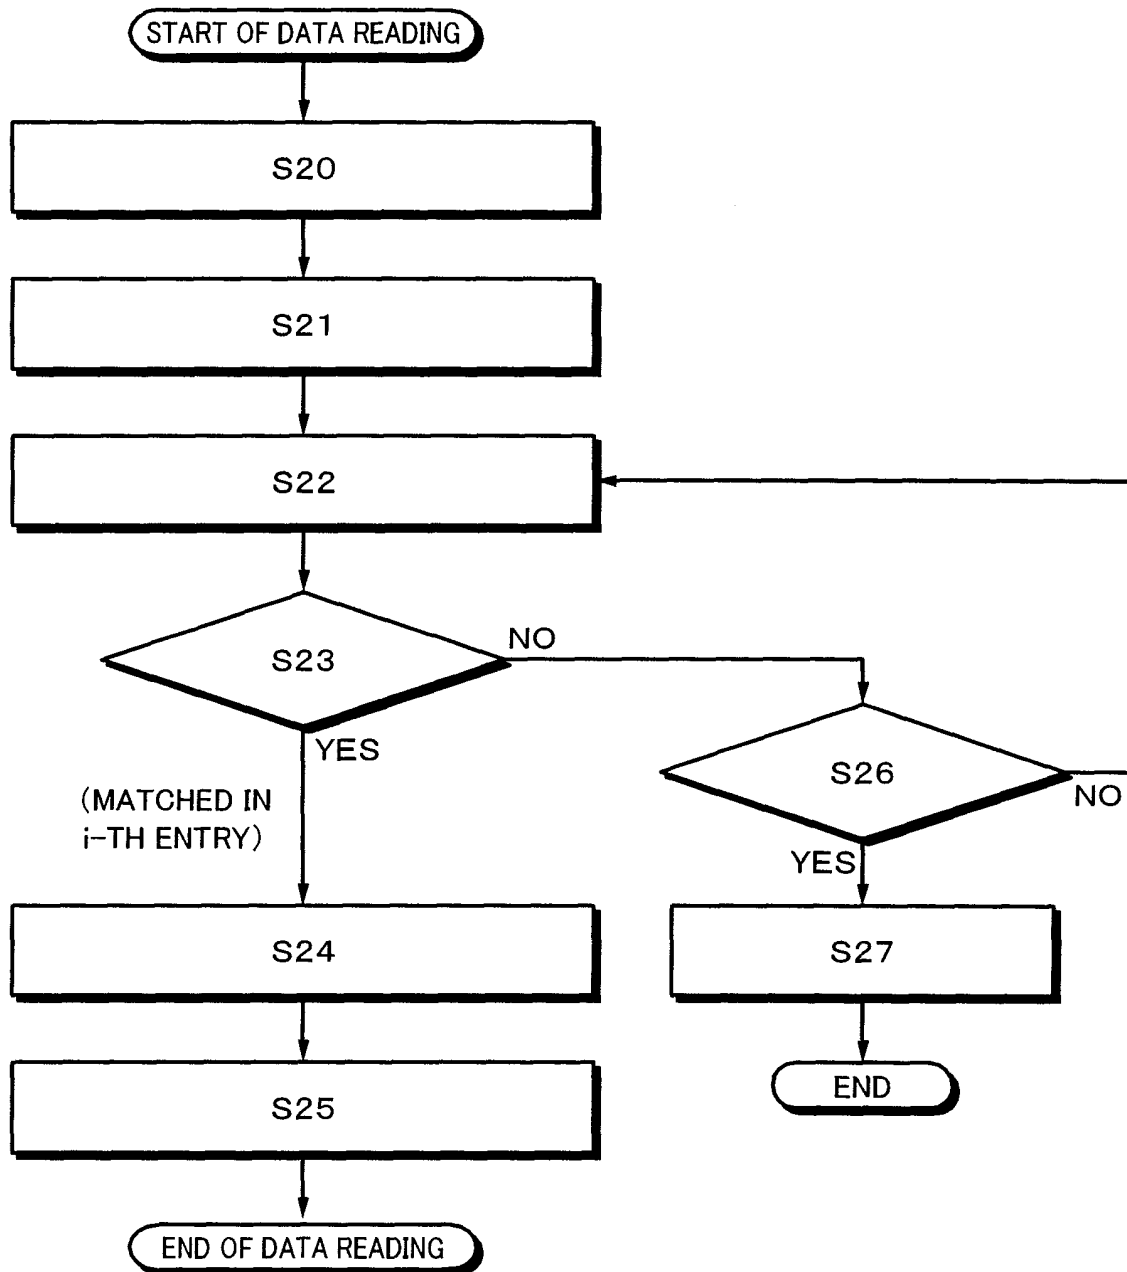 START OF DATA READING
S20
S21
S22
S23
NO
YES
(MATCHED IN
i-TH ENTRY)
S26
NO
YES
S24
S27
S25
END
END OF DATA READING